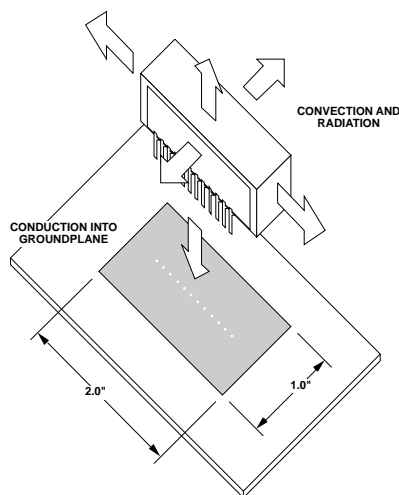 CONVECTION AND
RADIATION
CONDUCTION INTO
GROUNDPLANE
2.0"
1.0"